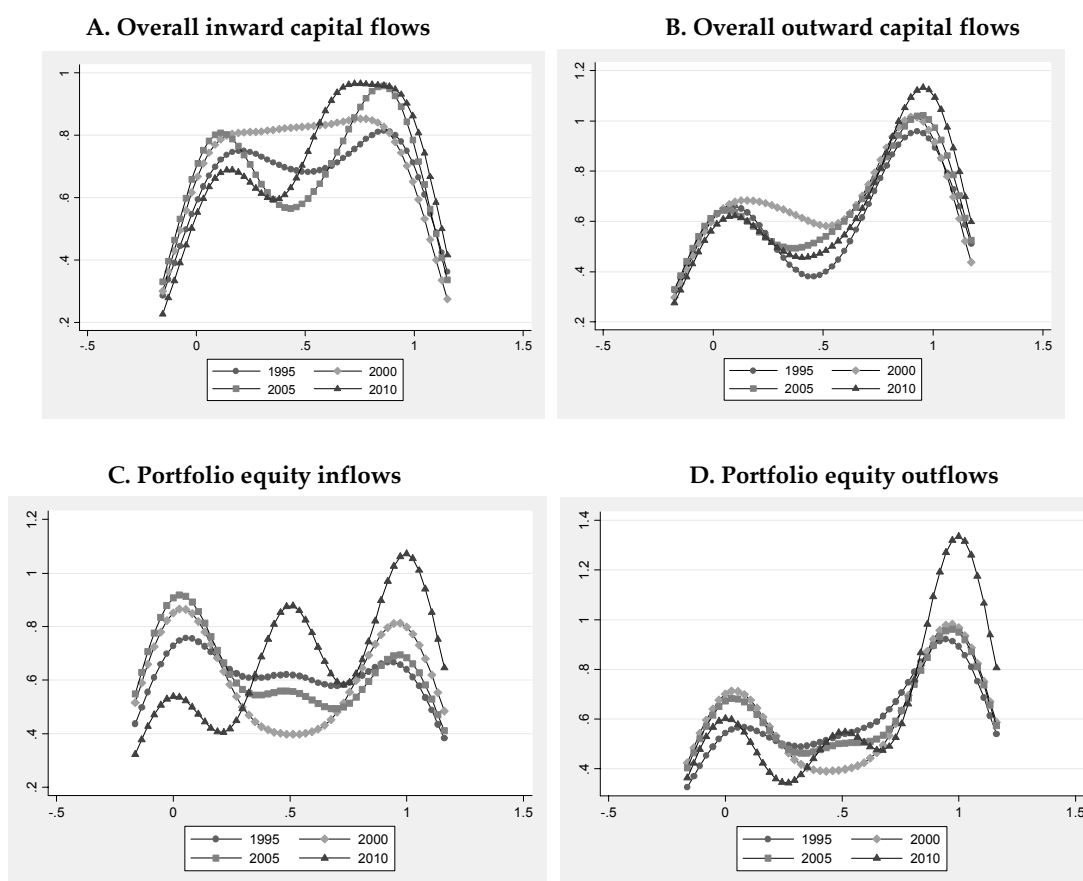 A. Overall inward capital flows
.2 .4 .6 .8 1
-.5 0 .5 1 1.5
1995 2000
2005 2010
B. Overall outward capital flows
.2 .4 .6 .8 1 1.2
-.5 0 .5 1 1.5
1995 2000
2005 2010
C. Portfolio equity inflows
.2 .4 .6 .8 1 1.2
-.5 0 .5 1 1.5
1995 2000
2005 2010
D. Portfolio equity outflows
.4 .6 .8 1 1.2 1.4
-.5 0 .5 1 1.5
1995 2000
2005 2010